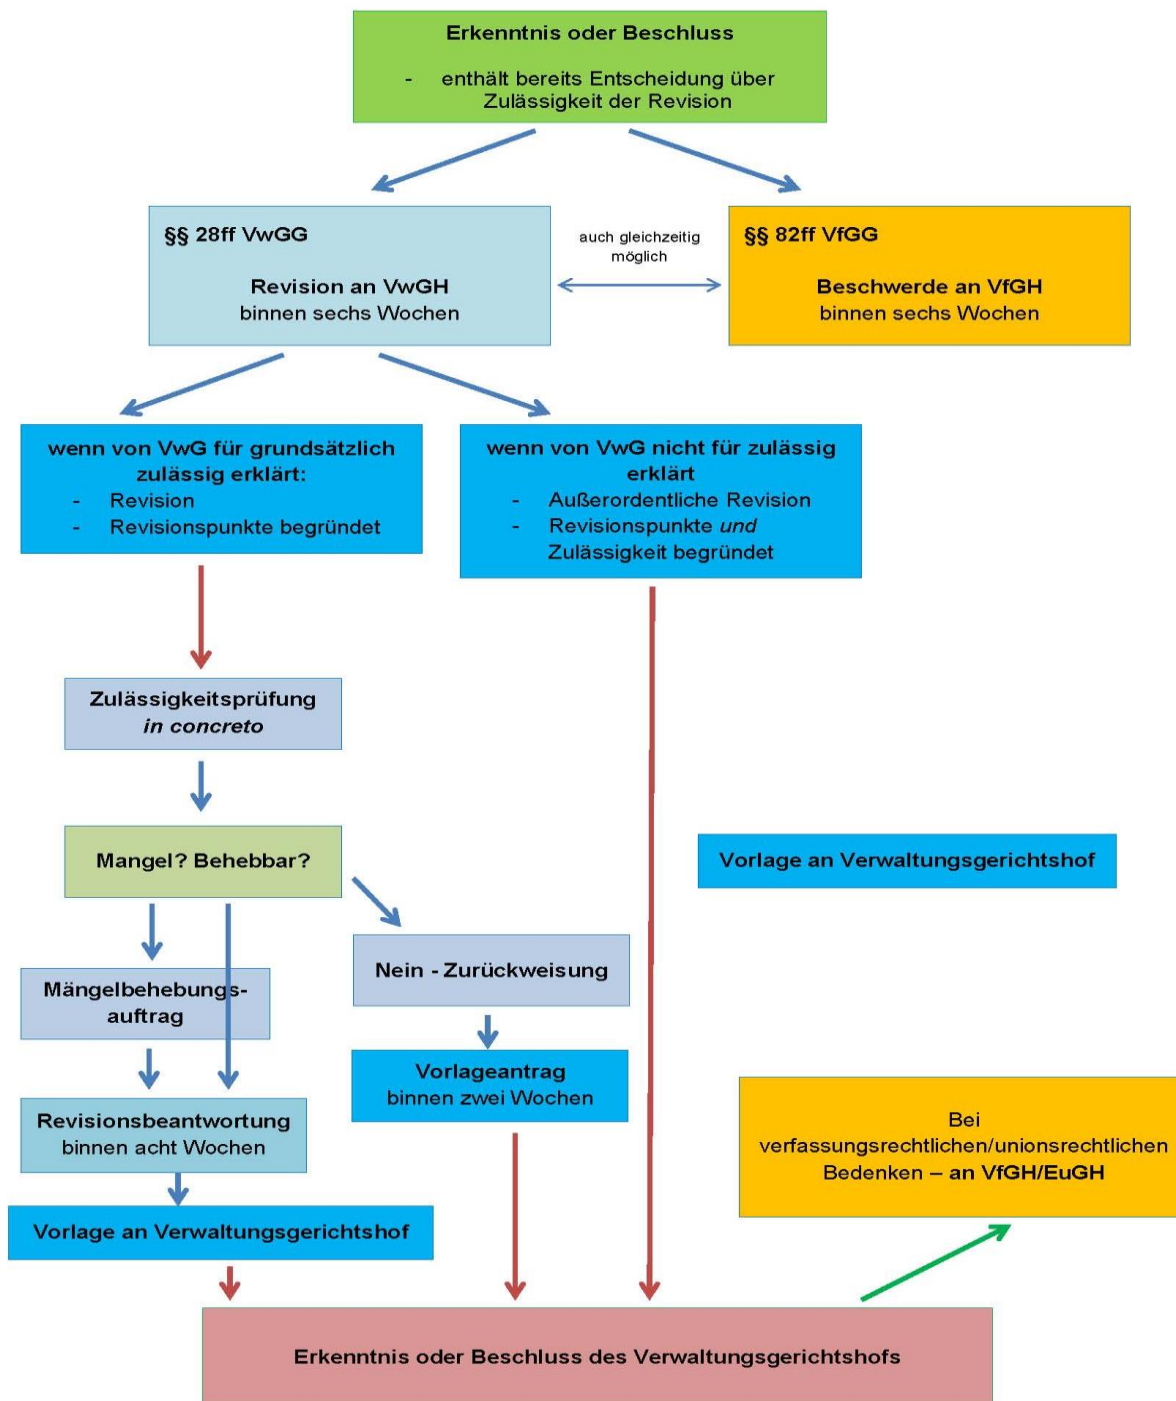 Erkenntnis oder Beschluss
- enthält bereits Entscheidung über
Zulässigkeit der Revision
§§ 28ff VwGG
Revision an VwGH
binnen sechs Wochen
auch gleichzeitig
möglich
§§ 82ff VfGG
Beschwerde an VfGH
binnen sechs Wochen
wenn von VwG für grundsätzlich
zulässig erklärt:
- Revision
- Revisionspunkte begründet
wenn von VwG nicht für zulässig
erklärt
- Außerordentliche Revision
- Revisionspunkte und
Zulässigkeit begründet
Zulässigkeitsprüfung
in concreto
Mangel? Behebbar?
Vorlage an Verwaltungsgerichtshof
Nein - Zurückweisung
Mängelbehebungs-
auftrag
Vorlageantrag
binnen zwei Wochen
Revisionsbeantwortung
binnen acht Wochen
Bei
verfassungsrechtlichen/unionsrechtlichen
Bedenken – an VfGH/EuGH
Vorlage an Verwaltungsgerichtshof
Erkenntnis oder Beschluss des Verwaltungsgerichtshofs